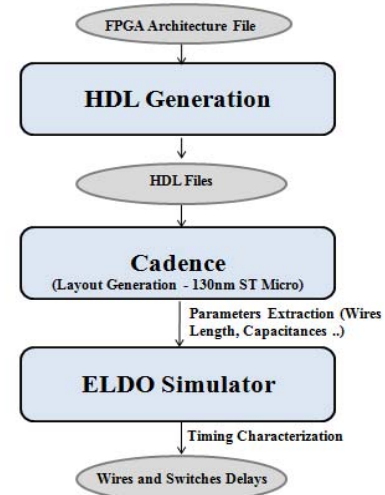 FPGA Architecture File
HDL Generation
HDL Files
Cadence
(Layout Generation - 130nm ST Micro)
Parameters Extraction (Wires
Length, Capacitances ..)
ELDO Simulator
Timing Characterization
Wires and Switches Delays